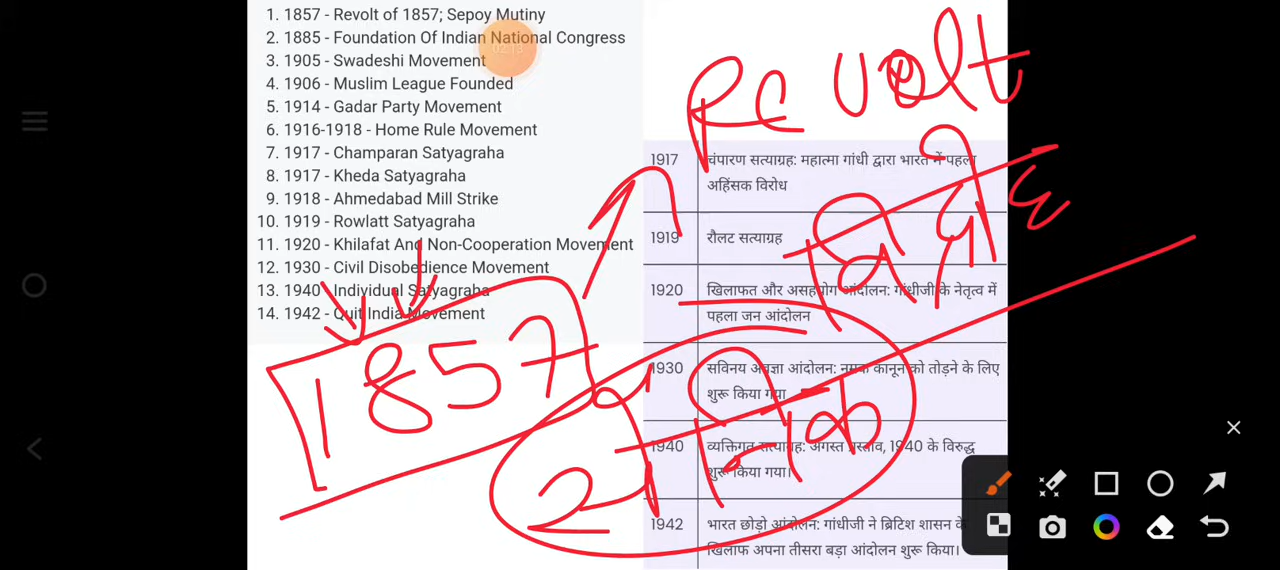 1. 1857 - Revolt of 1857; Sepoy Mutiny
2. 1885 - Foundation Of Indian National Congress
02:13
3. 1905 - Swadeshi Movement
4. 1906 - Muslim League Founded
5. 1914 - Gadar Party Movement
6. 1916-1918 - Home Rule Movement
7. 1917 - Champaran Satyagraha
8. 1917 - Kheda Satyagraha
9. 1918 - Ahmedabad Mill Strike
10. 1919 - Rowlatt Satyagraha
11. 1920 - Khilafat And Non-Cooperation Movement
12. 1930 - Civil Disobedience Movement
13. 1940 - Individual Satyagraha
14. 1942 - Quit India Movement
1857
Revolt
1917 चंपारण सत्याग्रह: महात्मा गांधी द्वारा भारत में पहला
अहिंसक विरोध
1919 रौलट सत्याग्रह
1920 खिलाफत और असहयोग आंदोलन: गांधीजी के नेतृत्व में
पहला जन आंदोलन
1930 सविनय अवज्ञा आंदोलन: नमक कानून को तोड़ने के लिए
शुरू किया गया
1940 व्यक्तिगत सत्याग्रह: अगस्त प्रस्ताव, 1940 के विरुद्ध
शुरू किया गया।
1942 भारत छोड़ो आंदोलन: गांधीजी ने ब्रिटिश शासन के
खिलाफ अपना तीसरा बड़ा आंदोलन शुरू किया।